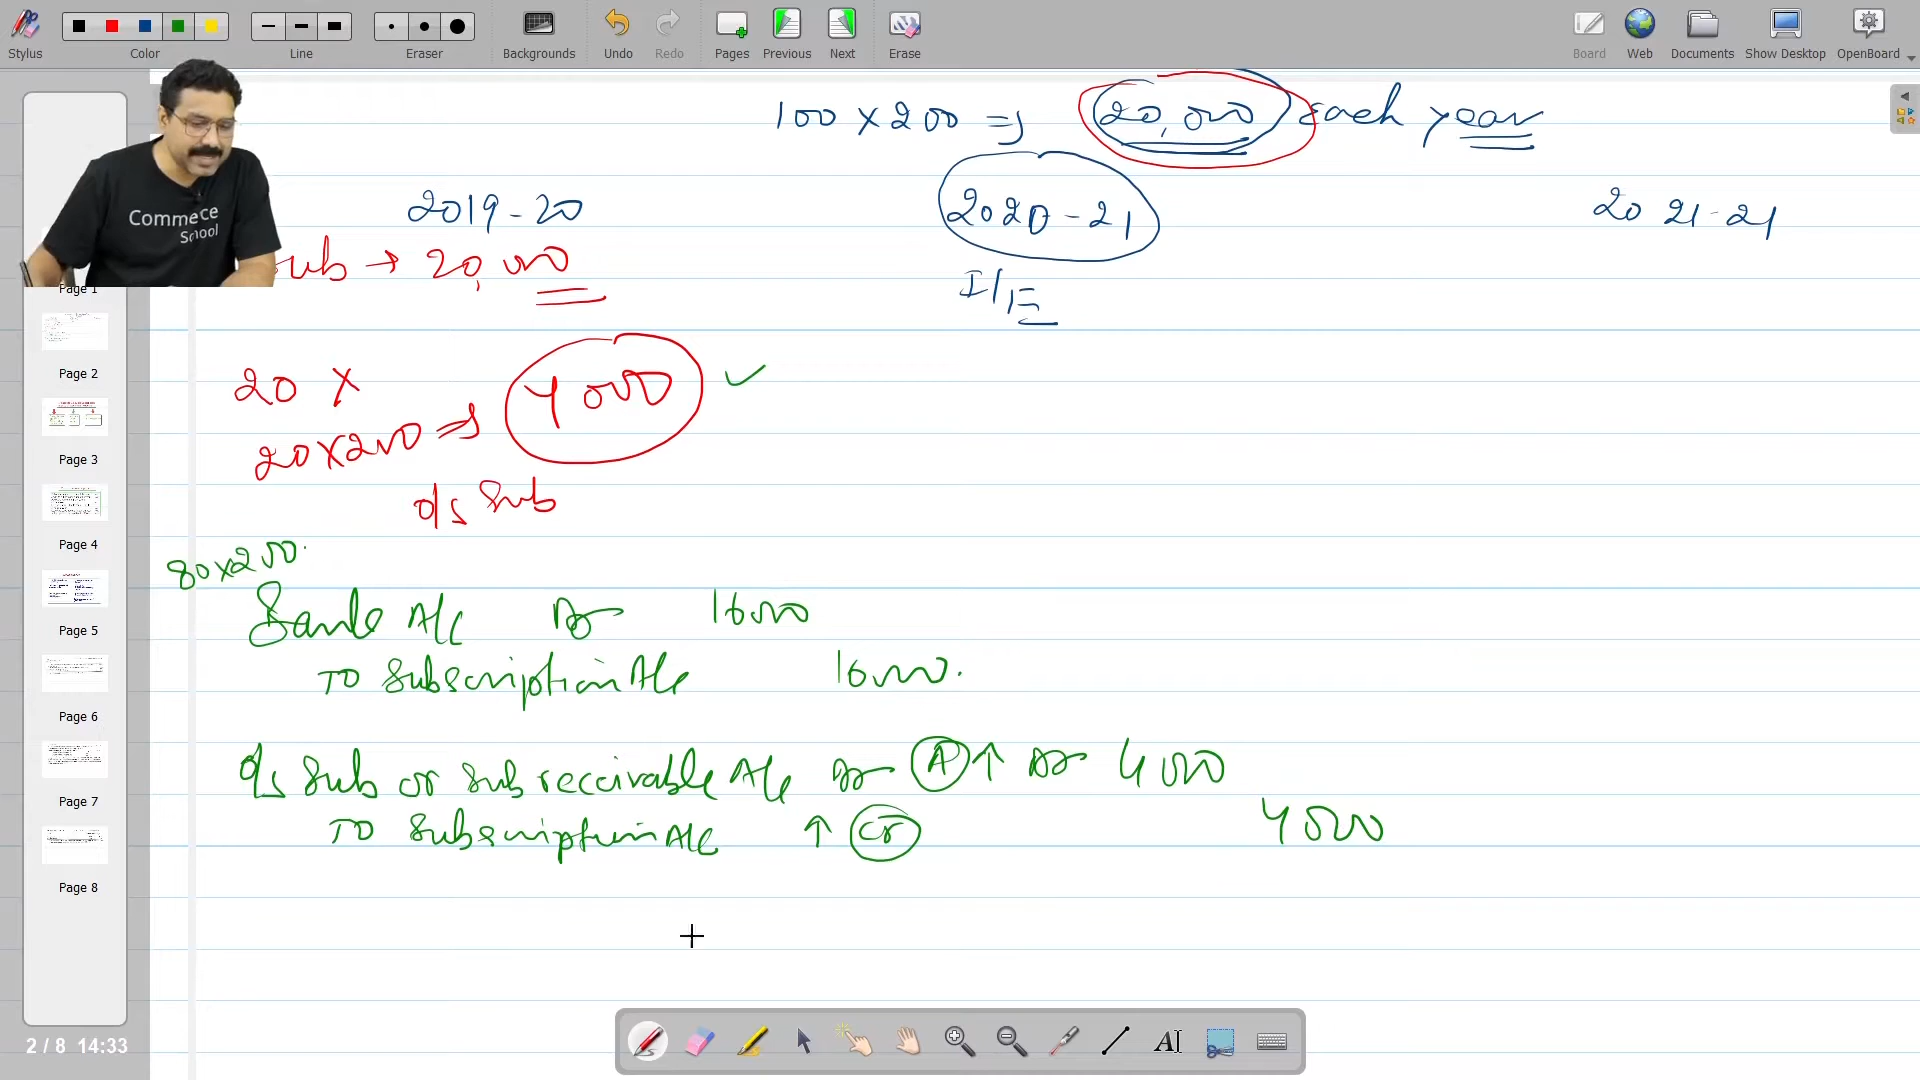 Stylus
Color
Line
Eraser
Backgrounds
Undo
Redo
Pages
Previous
Next
Erase
Board
Web
Documents
Show Desktop
OpenBoard
100 x 200 => 20,000 each year
2019-20
2020-21
2021-21
Sub → 20,000
I/E
Commerce
School
Page 1
Page 2
Page 3
Page 4
Page 5
Page 6
Page 7
Page 8
20 x
20x200 => 4000 ✓
o/s Sub
80x200.
Bank A/c Dr 16000
To Subscription A/c 16000.
o/s Sub or Sub receivable A/c Dr A↑ Dr 4000
To Subscription A/c ↑ Cr 4000
2 / 8 14:33